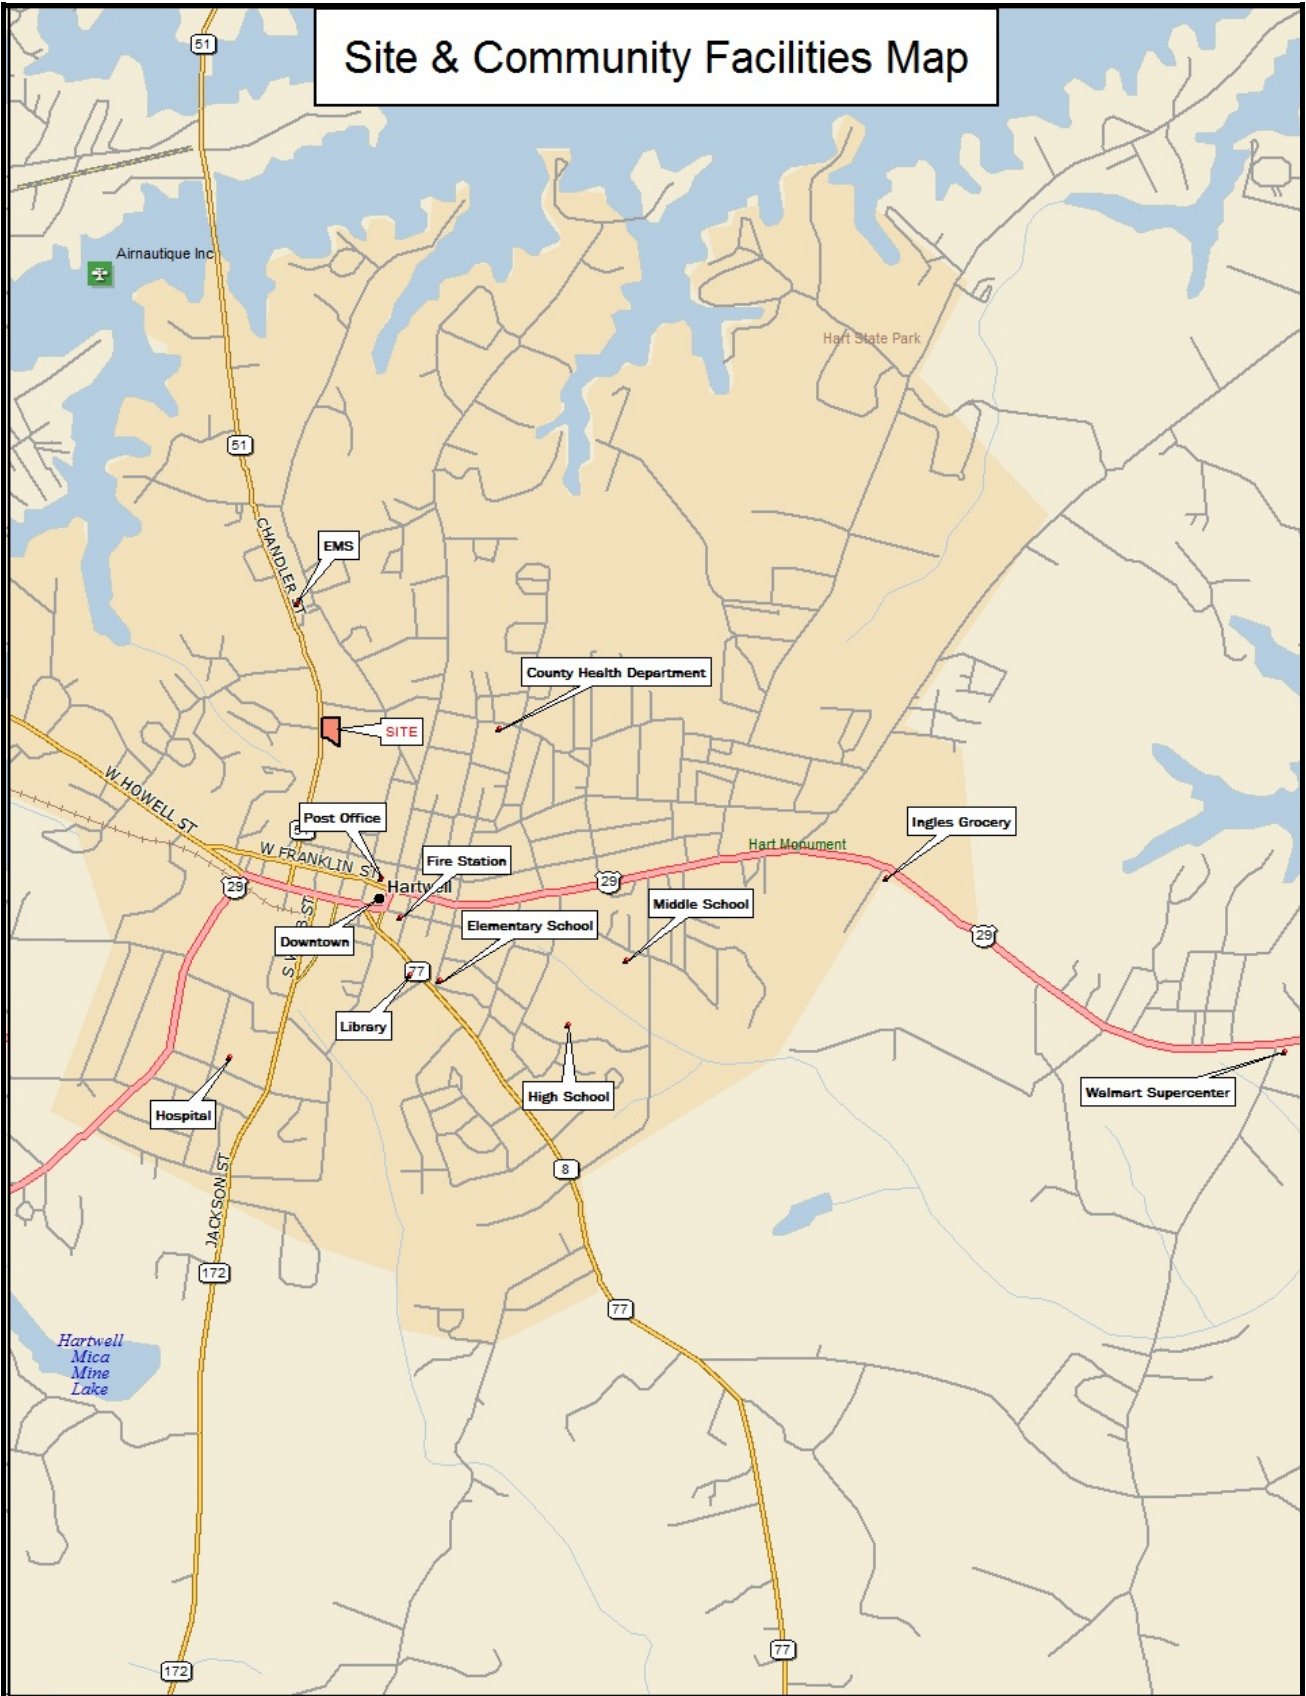 Site & Community Facilities Map
51
Airnautique Inc
Hart State Park
51
CHANDLER ST
EMS
County Health Department
SITE
W HOWELL ST
Post Office
Ingles Grocery
W FRANKLIN ST
Hart Monument
Fire Station
29
Hartwell
29
Middle School
Elementary School
29
Downtown
77
Library
High School
Walmart Supercenter
Hospital
8
JACKSON ST
172
77
Hartwell
Mica
Mine
Lake
77
172